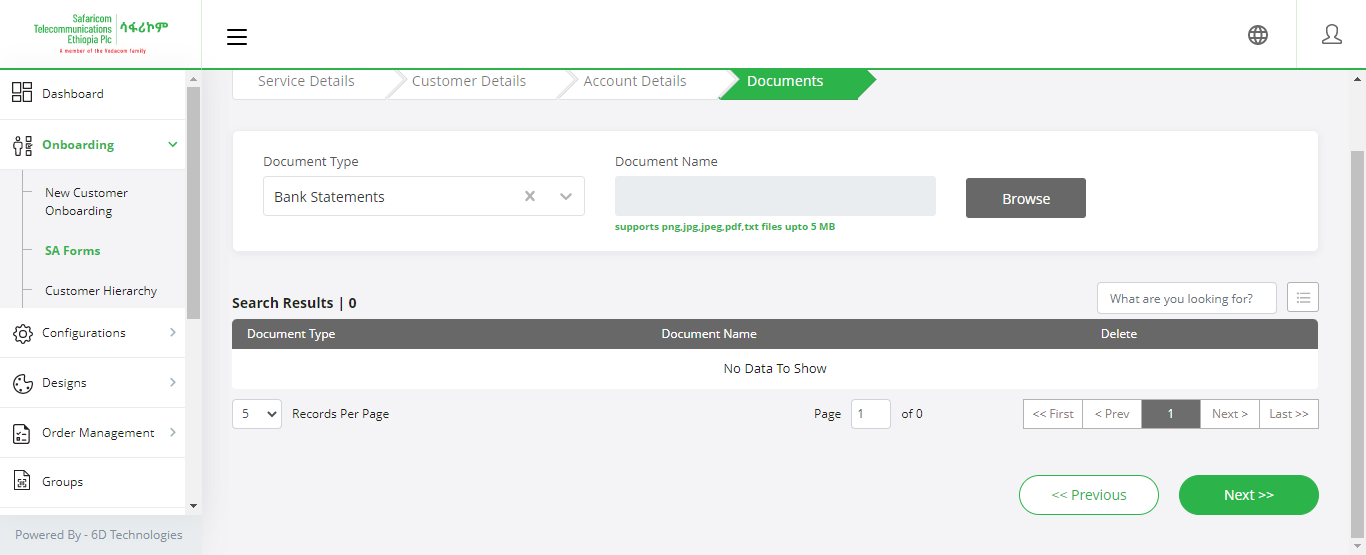 Safaricom
Telecommunications
Ethiopia Plc
ሳፋሪኮም
A member of the Vodacom family
Service Details
Customer Details
Account Details
Documents
Dashboard
Onboarding
New Customer
Onboarding
SA Forms
Customer Hierarchy
Configurations
Designs
Order Management
Groups
Powered By - 6D Technologies
Document Type
Document Name
Bank Statements
Browse
supports png,jpg,jpeg,pdf,txt files upto 5 MB
Search Results | 0
What are you looking for?
Document Type Document Name Delete
No Data To Show
5 Records Per Page
Page 1 of 0
<< First < Prev 1 Next > Last >>
<< Previous
Next >>